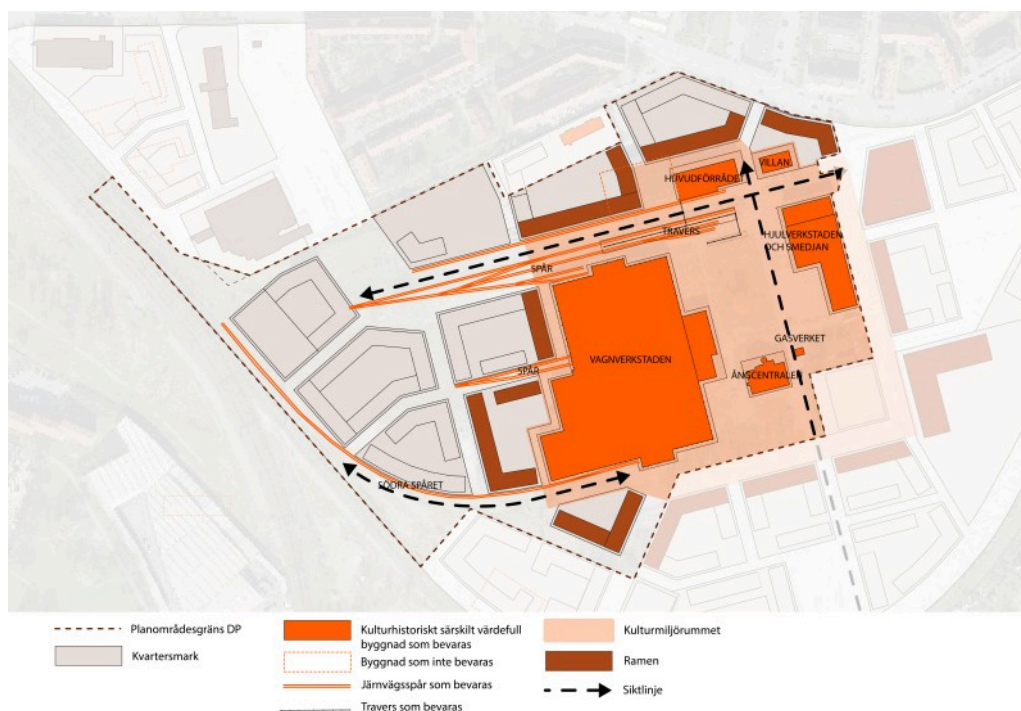 VILLAN
HUVUDFÖRRÅDET
TRAVERS
HJULVERKSTADEN
OCH SMEDJAN
SPÅR
GASVERKET
VAGNVERKSTADEN
SPÅR
ÅNGCENTRALEN
SÖDRA SPÅRET
Planområdesgräns DP
Kvartersmark
Kulturhistoriskt särskilt värdefull
byggnad som bevaras
Byggnad som inte bevaras
Järnvägsspår som bevaras
Travers som bevaras
Kulturmiljörummet
Ramen
Siktlinje